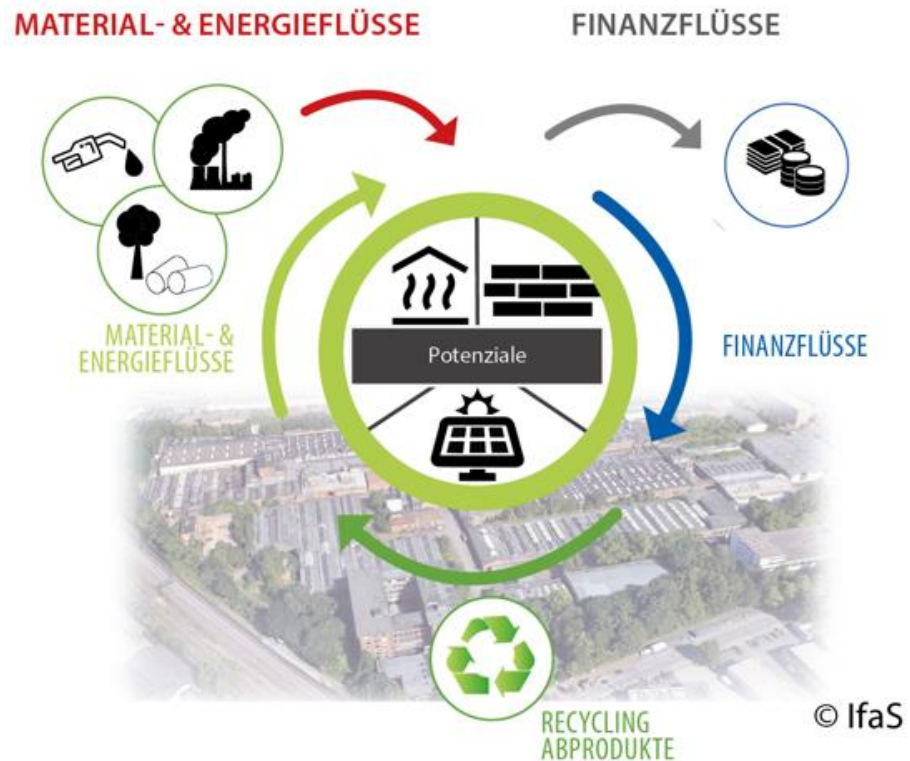 MATERIAL- & ENERGIEFLÜSSE
FINANZFLÜSSE
MATERIAL- &
ENERGIEFLÜSSE
Potenziale
FINANZFLÜSSE
RECYCLING
ABPRODUKTE
© IfaS